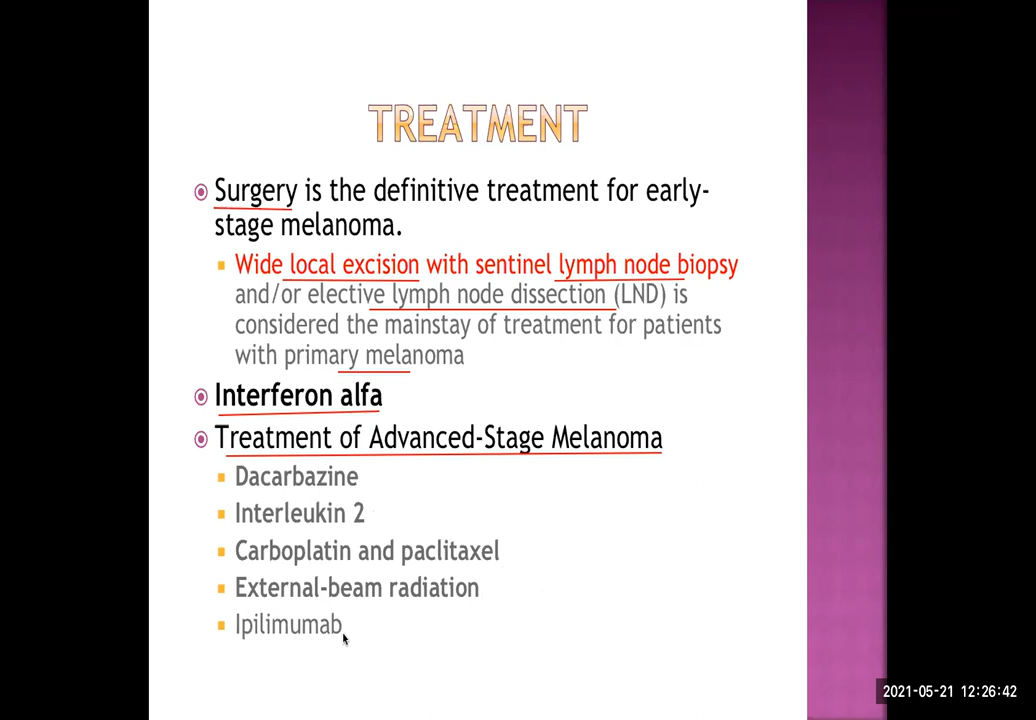 TREATMENT
Surgery is the definitive treatment for early-
stage melanoma.
Wide local excision with sentinel lymph node biopsy
and/or elective lymph node dissection (LND) is
considered the mainstay of treatment for patients
with primary melanoma
Interferon alfa
Treatment of Advanced-Stage Melanoma
Dacarbazine
Interleukin 2
Carboplatin and paclitaxel
External-beam radiation
Ipilimumab
2021-05-21 12:26:42